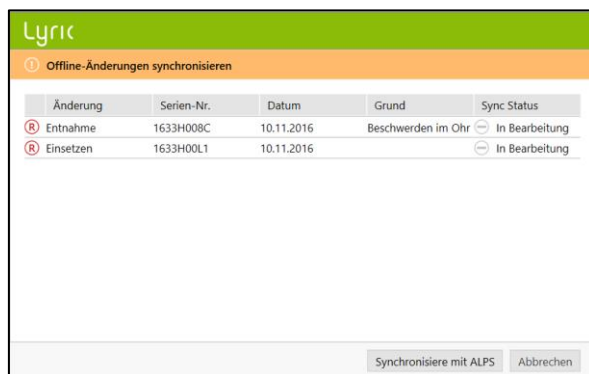 Lyric
Offline-Änderungen synchronisieren
Änderung Serien-Nr. Datum Grund Sync Status
R Entnahme 1633H008C 10.11.2016 Beschwerden im Ohr In Bearbeitung
R Einsetzen 1633H00L1 10.11.2016 In Bearbeitung
Synchronisiere mit ALPS Abbrechen